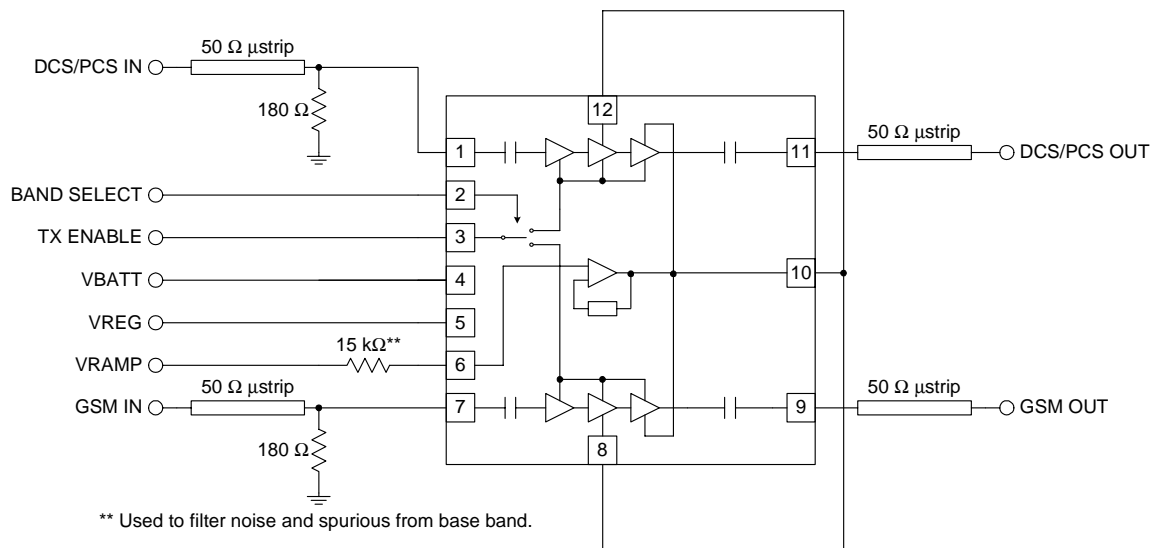 50 Ω μstrip
DCS/PCS IN
180 Ω
12
1
11
50 Ω μstrip
DCS/PCS OUT
BAND SELECT
2
TX ENABLE
3
VBATT
4
10
VREG
5
15 kΩ**
VRAMP
6
50 Ω μstrip
GSM IN
7
9
50 Ω μstrip
GSM OUT
8
180 Ω
** Used to filter noise and spurious from base band.